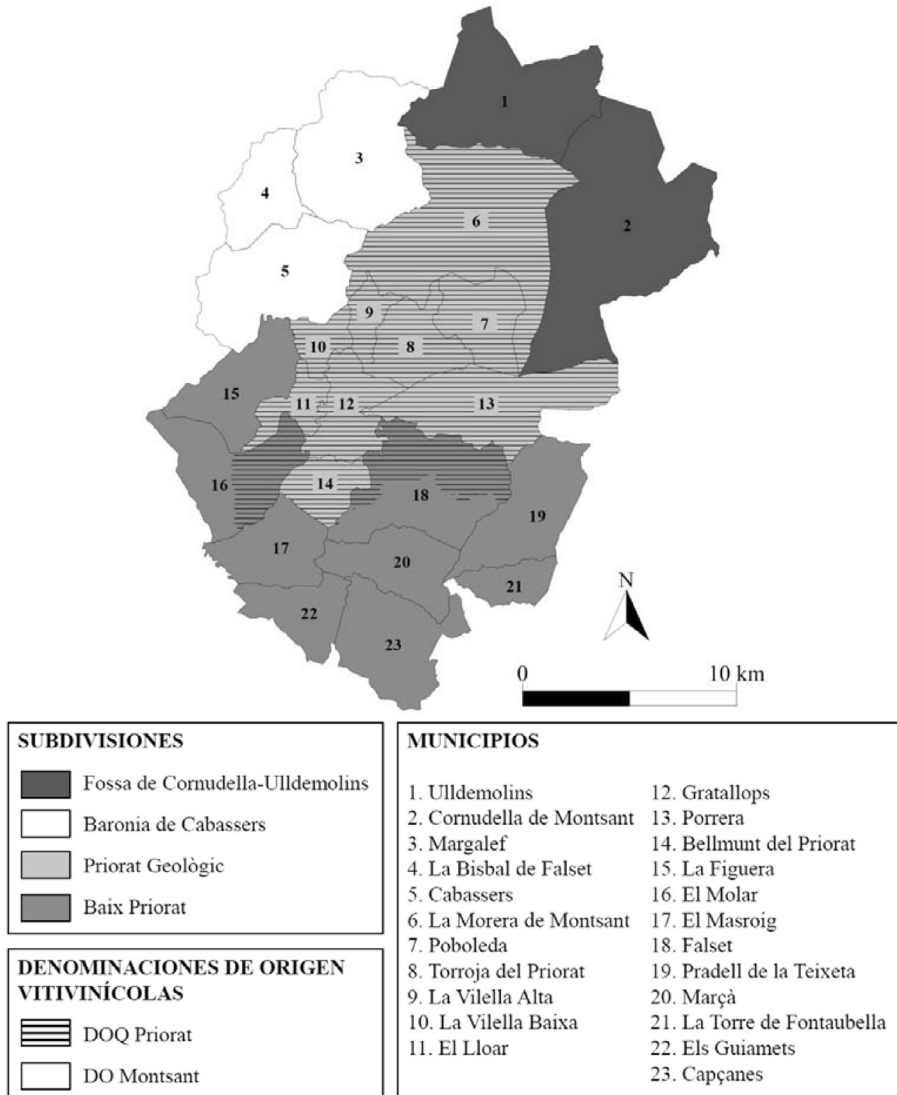 1
3
4
2
6
5
9
7
8
10
15
11
12
13
14
16
18
19
17
20
21
22
23
N
0
10 km
SUBDIVISIONES
Fossa de Cornudella-Ulldemolins
Baronia de Cabassers
Priorat Geològic
Baix Priorat
DENOMINACIONES DE ORIGEN
VITIVINÍCOLAS
DOQ Priorat
DO Montsant
MUNICIPIOS
1. Ulldemolins
2. Cornudella de Montsant
3. Margalef
4. La Bisbal de Falset
5. Cabassers
6. La Morera de Montsant
7. Poboleda
8. Torroja del Priorat
9. La Vilella Alta
10. La Vilella Baixa
11. El Lloar
12. Gratallops
13. Porrera
14. Bellmunt del Priorat
15. La Figuera
16. El Molar
17. El Masroig
18. Falset
19. Pradell de la Teixeta
20. Marçà
21. La Torre de Fontaubella
22. Els Guiamets
23. Capçanes